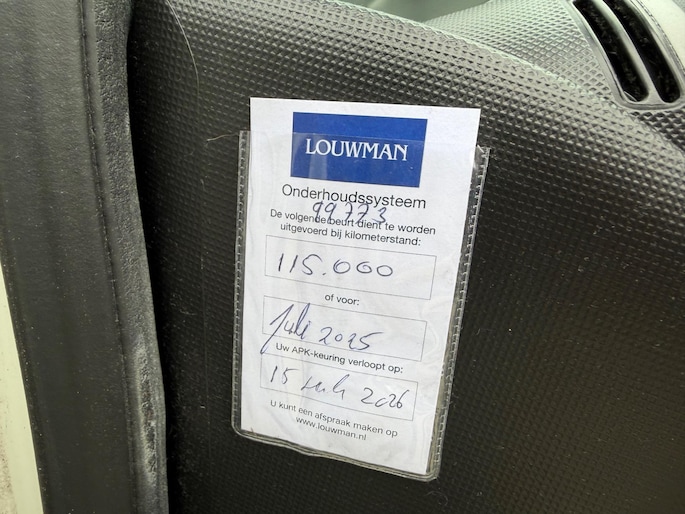 LOUWMAN
Onderhoudssysteem
99773
De volgende beurt dient te worden
uitgevoerd bij kilometerstand:
115.000
of voor:
juli 2025
Uw APK-keuring verloopt op:
15 2026
U kunt een afspraak maken op
www.louwman.nl